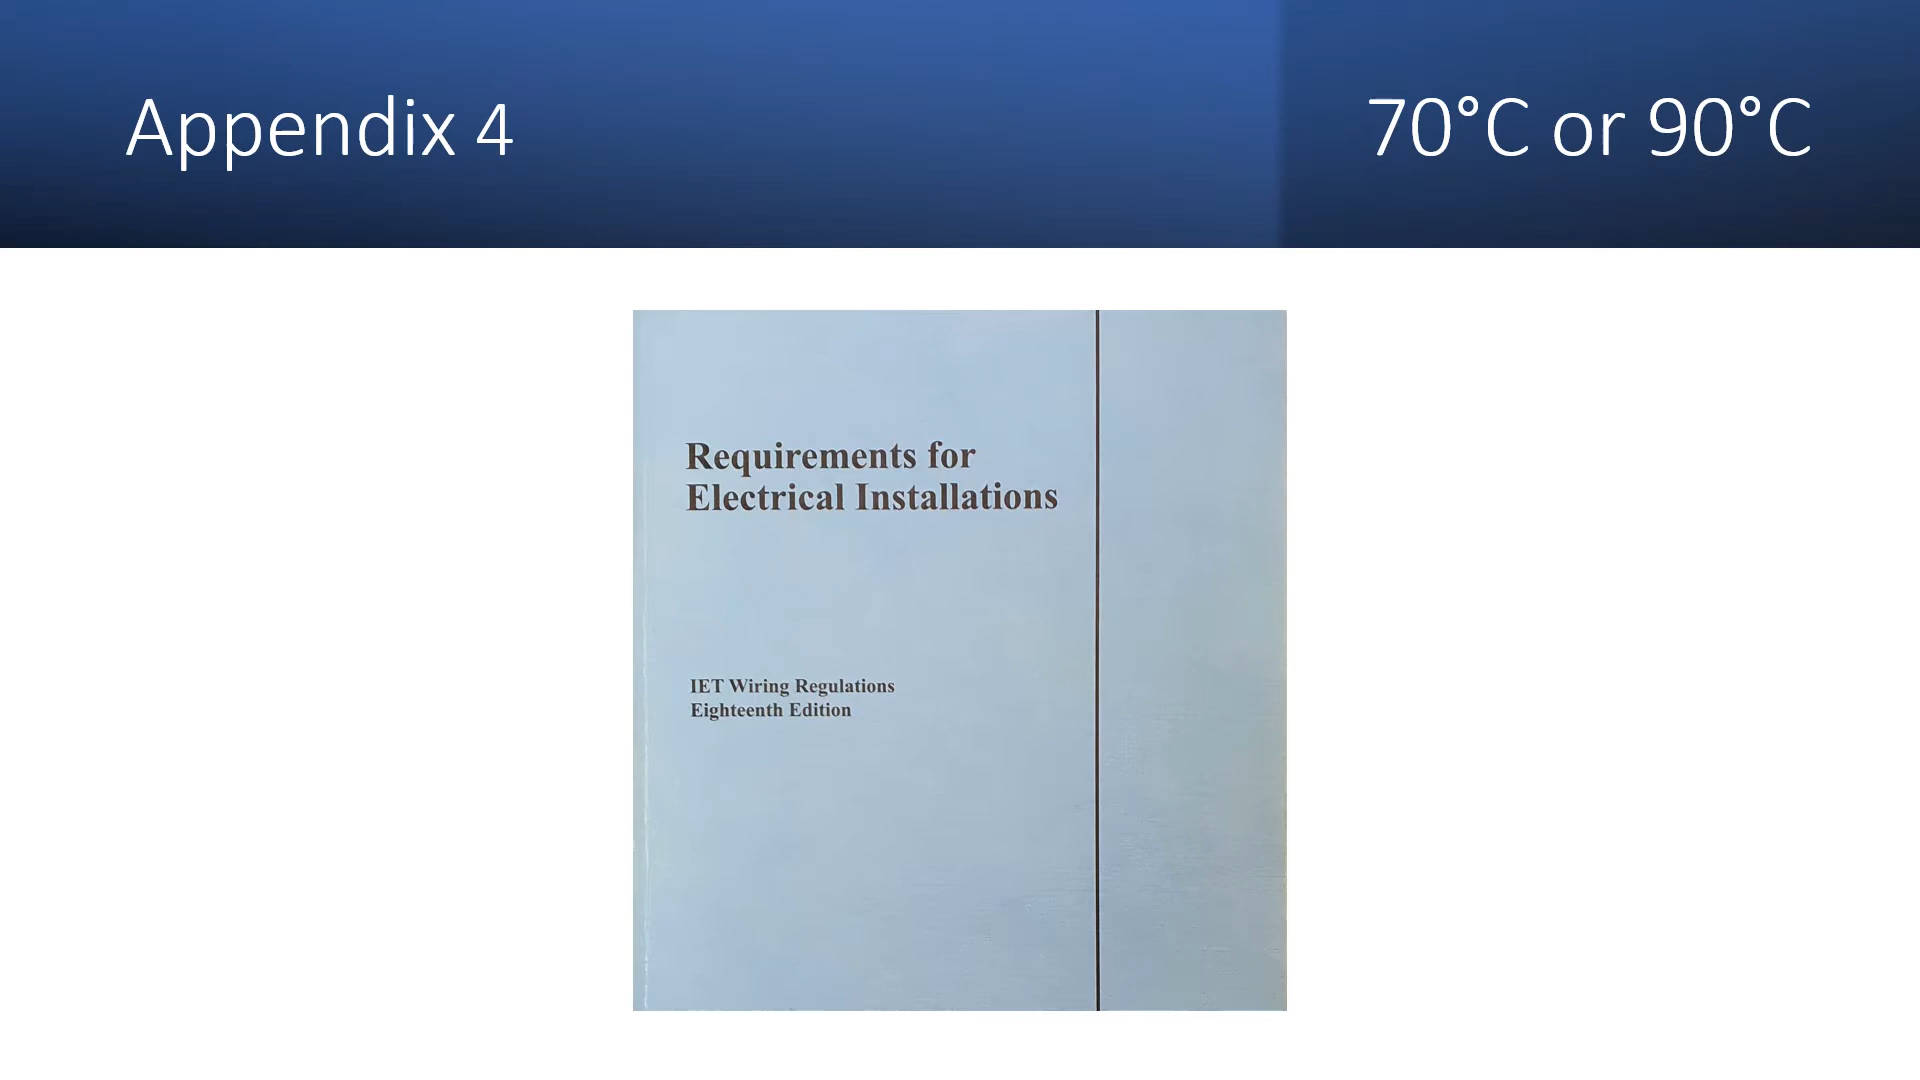 Appendix 4
70°C or 90°C
Requirements for
Electrical Installations
IET Wiring Regulations
Eighteenth Edition